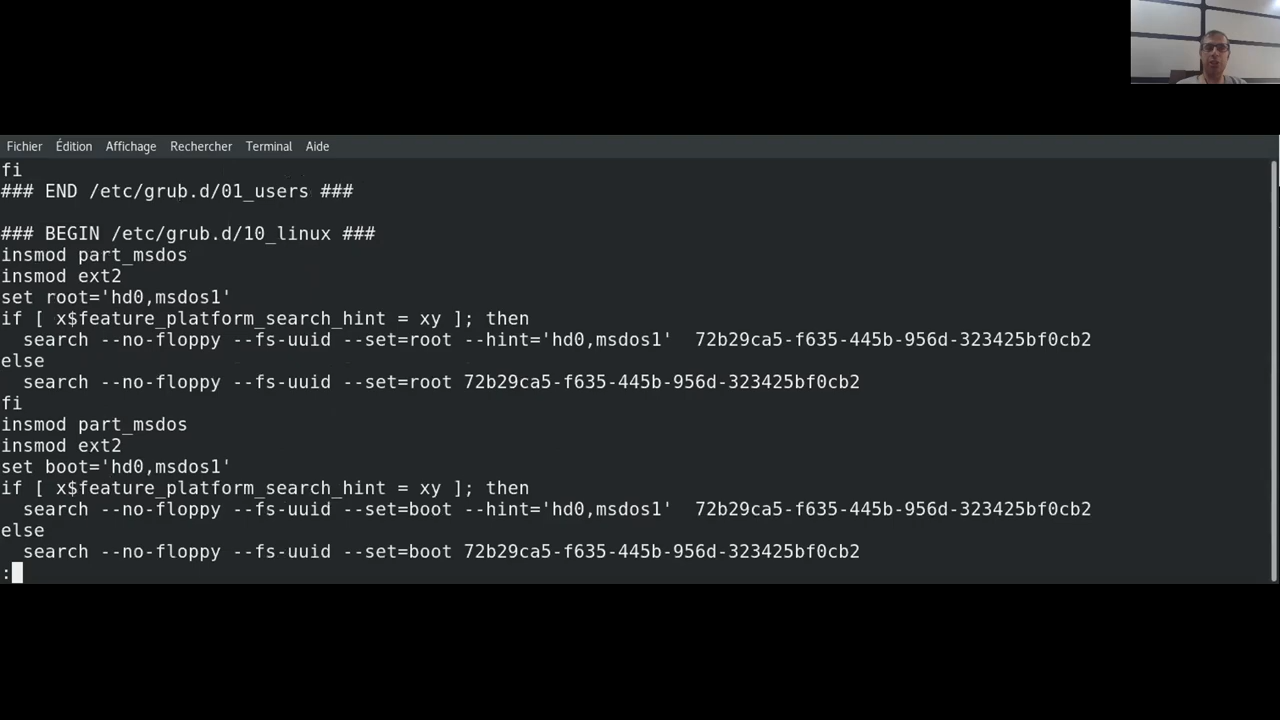 Fichier Édition Affichage Rechercher Terminal Aide
fi
### END /etc/grub.d/01_users ###
### BEGIN /etc/grub.d/10_linux ###
insmod part_msdos
insmod ext2
set root='hd0,msdos1'
if [ x$feature_platform_search_hint = xy ]; then
  search --no-floppy --fs-uuid --set=root --hint='hd0,msdos1'  72b29ca5-f635-445b-956d-323425bf0cb2
else
  search --no-floppy --fs-uuid --set=root 72b29ca5-f635-445b-956d-323425bf0cb2
fi
insmod part_msdos
insmod ext2
set boot='hd0,msdos1'
if [ x$feature_platform_search_hint = xy ]; then
  search --no-floppy --fs-uuid --set=boot --hint='hd0,msdos1'  72b29ca5-f635-445b-956d-323425bf0cb2
else
  search --no-floppy --fs-uuid --set=boot 72b29ca5-f635-445b-956d-323425bf0cb2
: